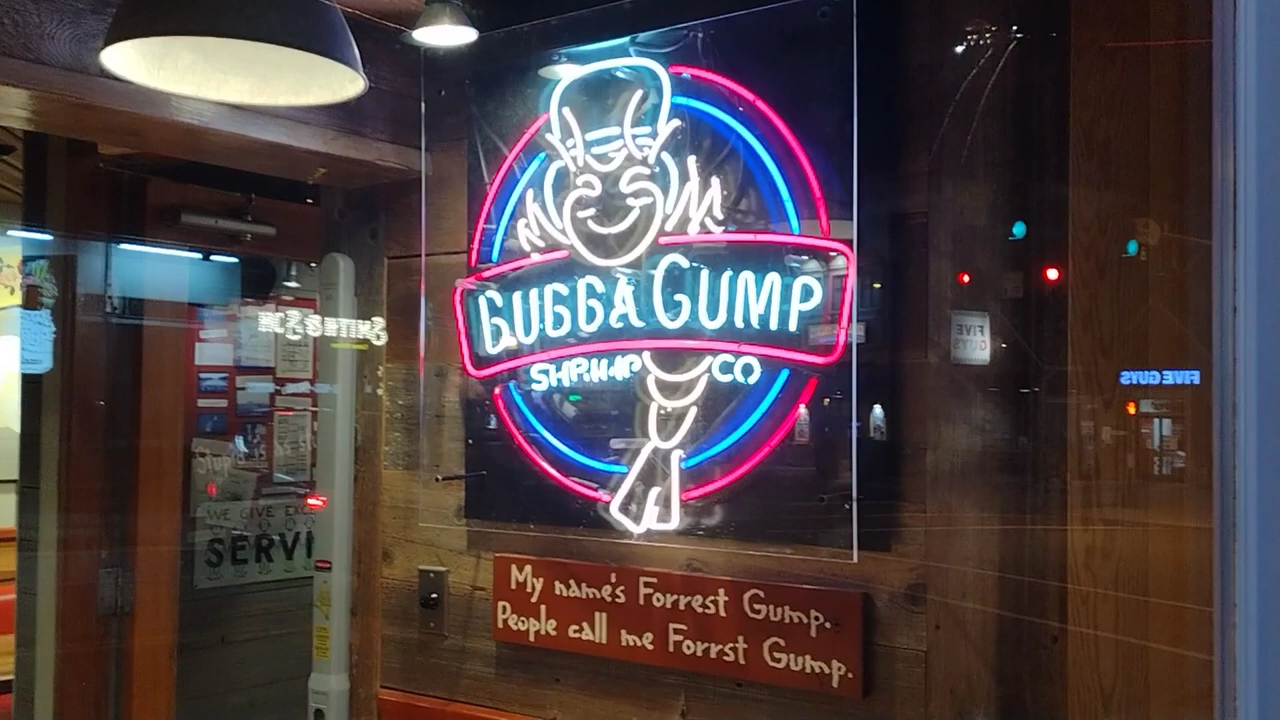 BUBBA GUMP
SHRIMP CO
My name's Forrest Gump.
People call me Forrst Gump.
WE GIVE EXC
SERVI
FIVE
GUYS
FIVE GUYS